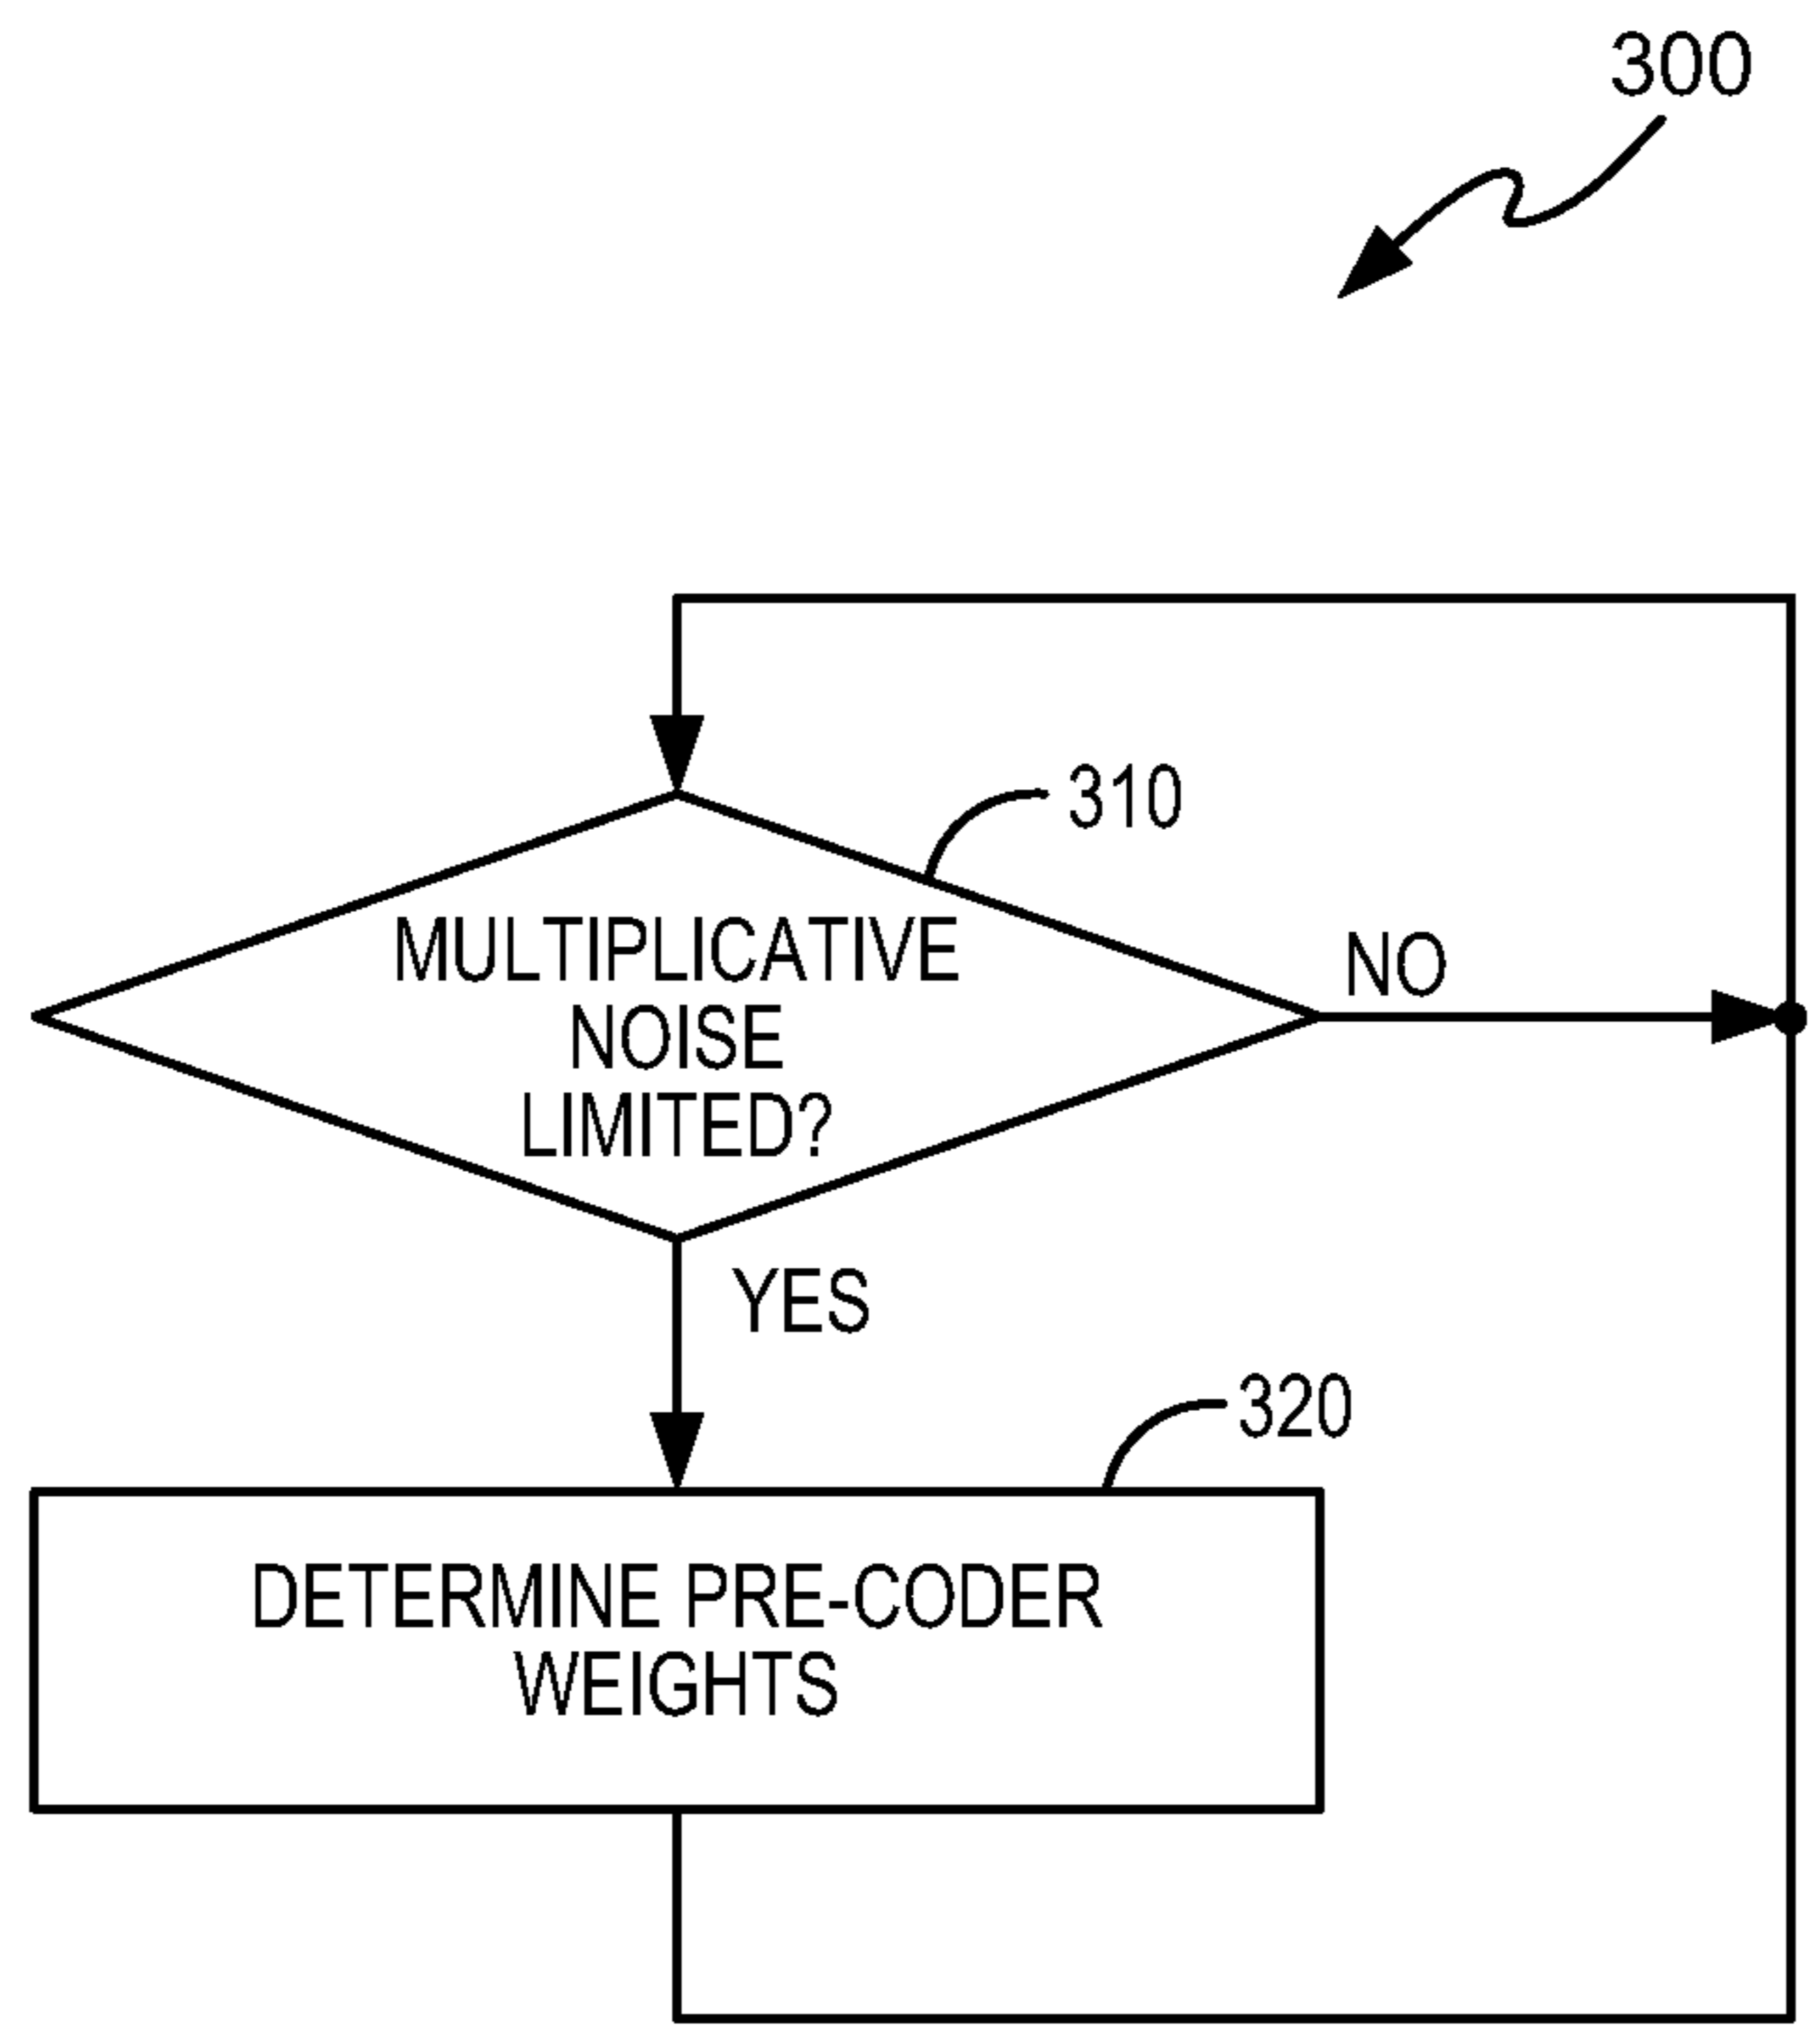 300
310
MULTIPLICATIVE
NOISE
LIMITED?
NO
YES
320
DETERMINE PRE-CODER
WEIGHTS